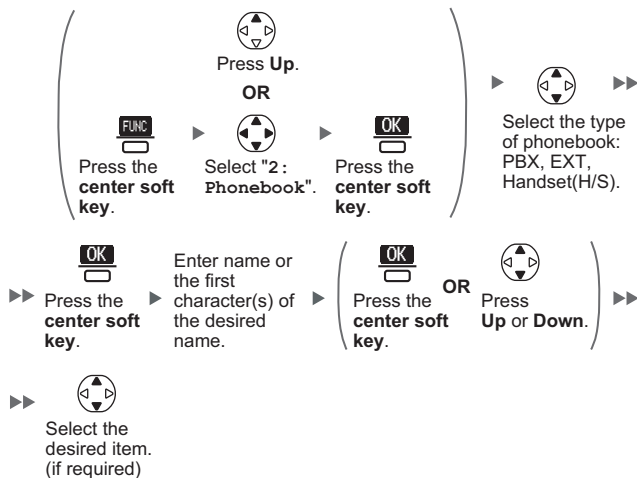 Press Up.
OR
FUNC
Press the
center soft
key.
Select "2:
Phonebook".
OK
Press the
center soft
key.
Select the type
of phonebook:
PBX, EXT,
Handset(H/S).
OK
Press the
center soft
key.
Enter name or
the first
character(s) of
the desired
name.
OK
Press the
center soft
key.
OR
Press
Up or Down.
Select the
desired item.
(if required)